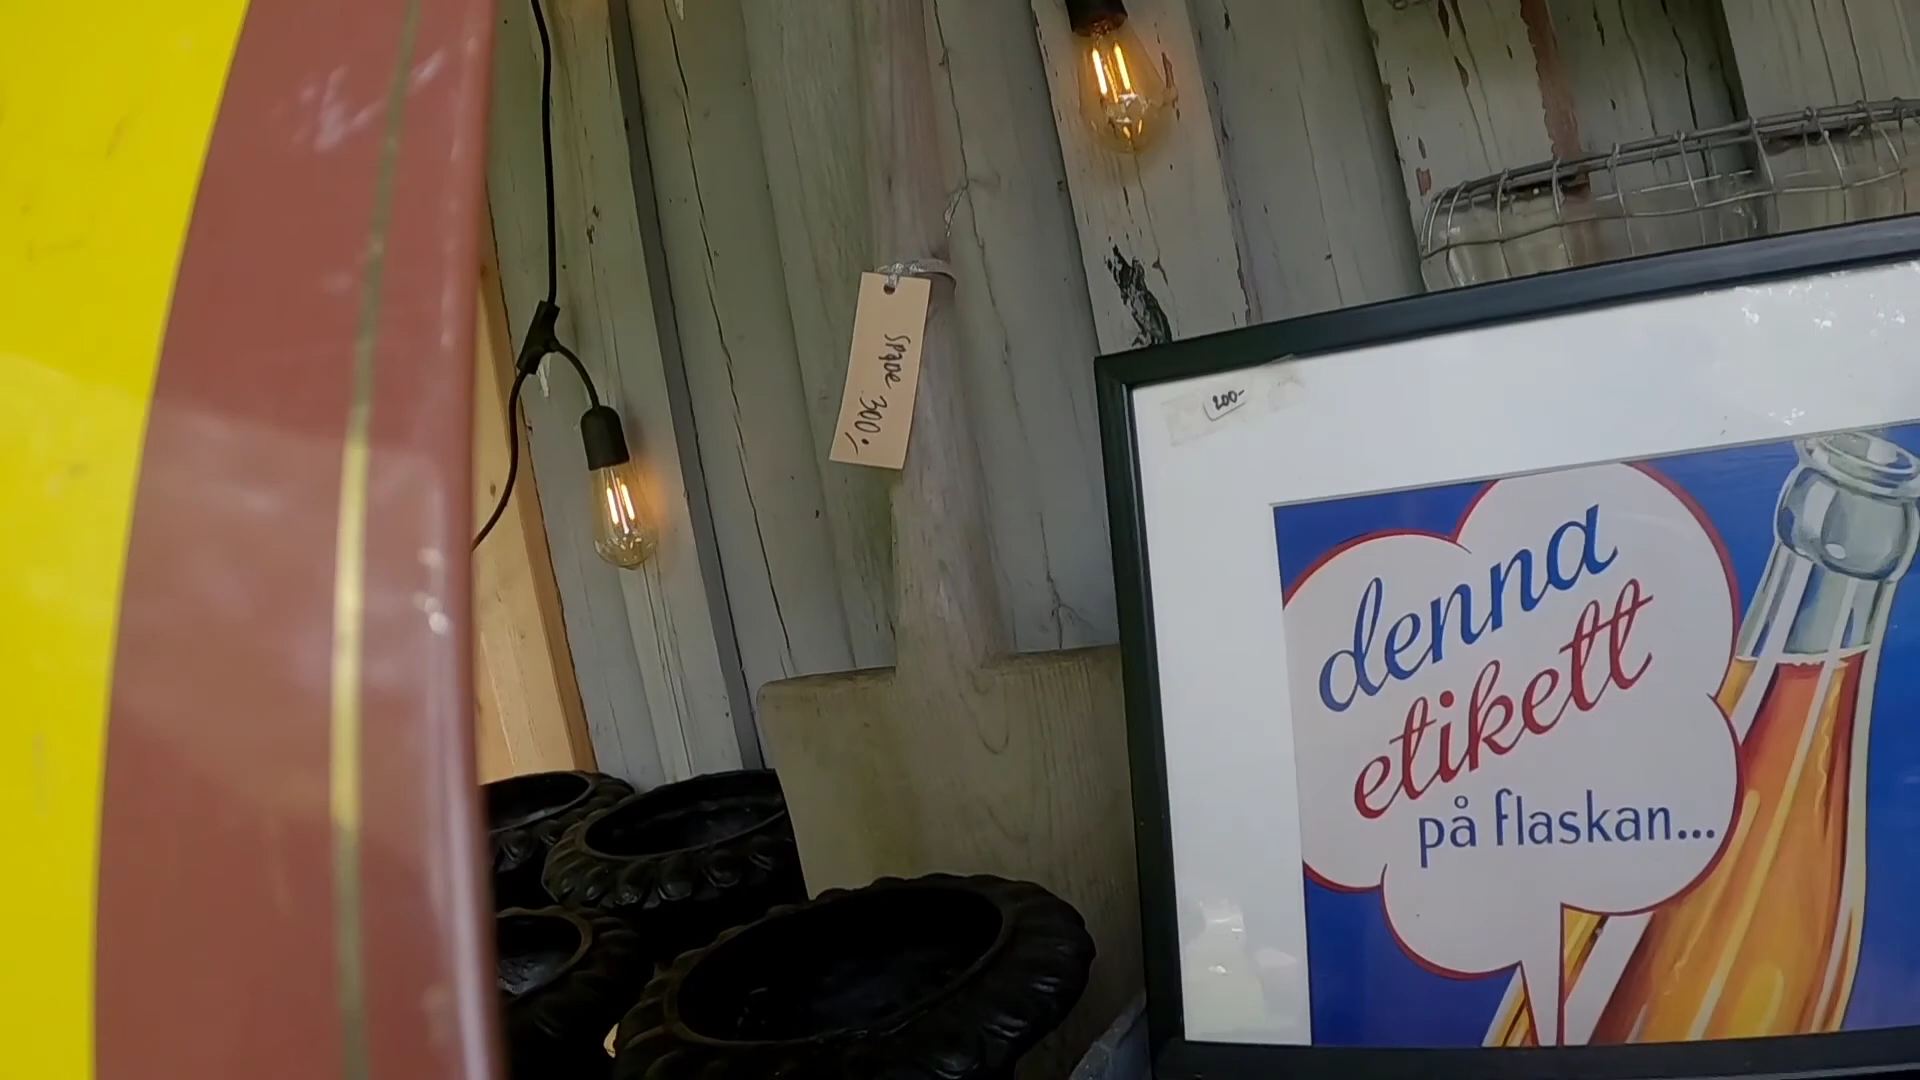 spade 300:-
200-
denna
etikett
på flaskan...